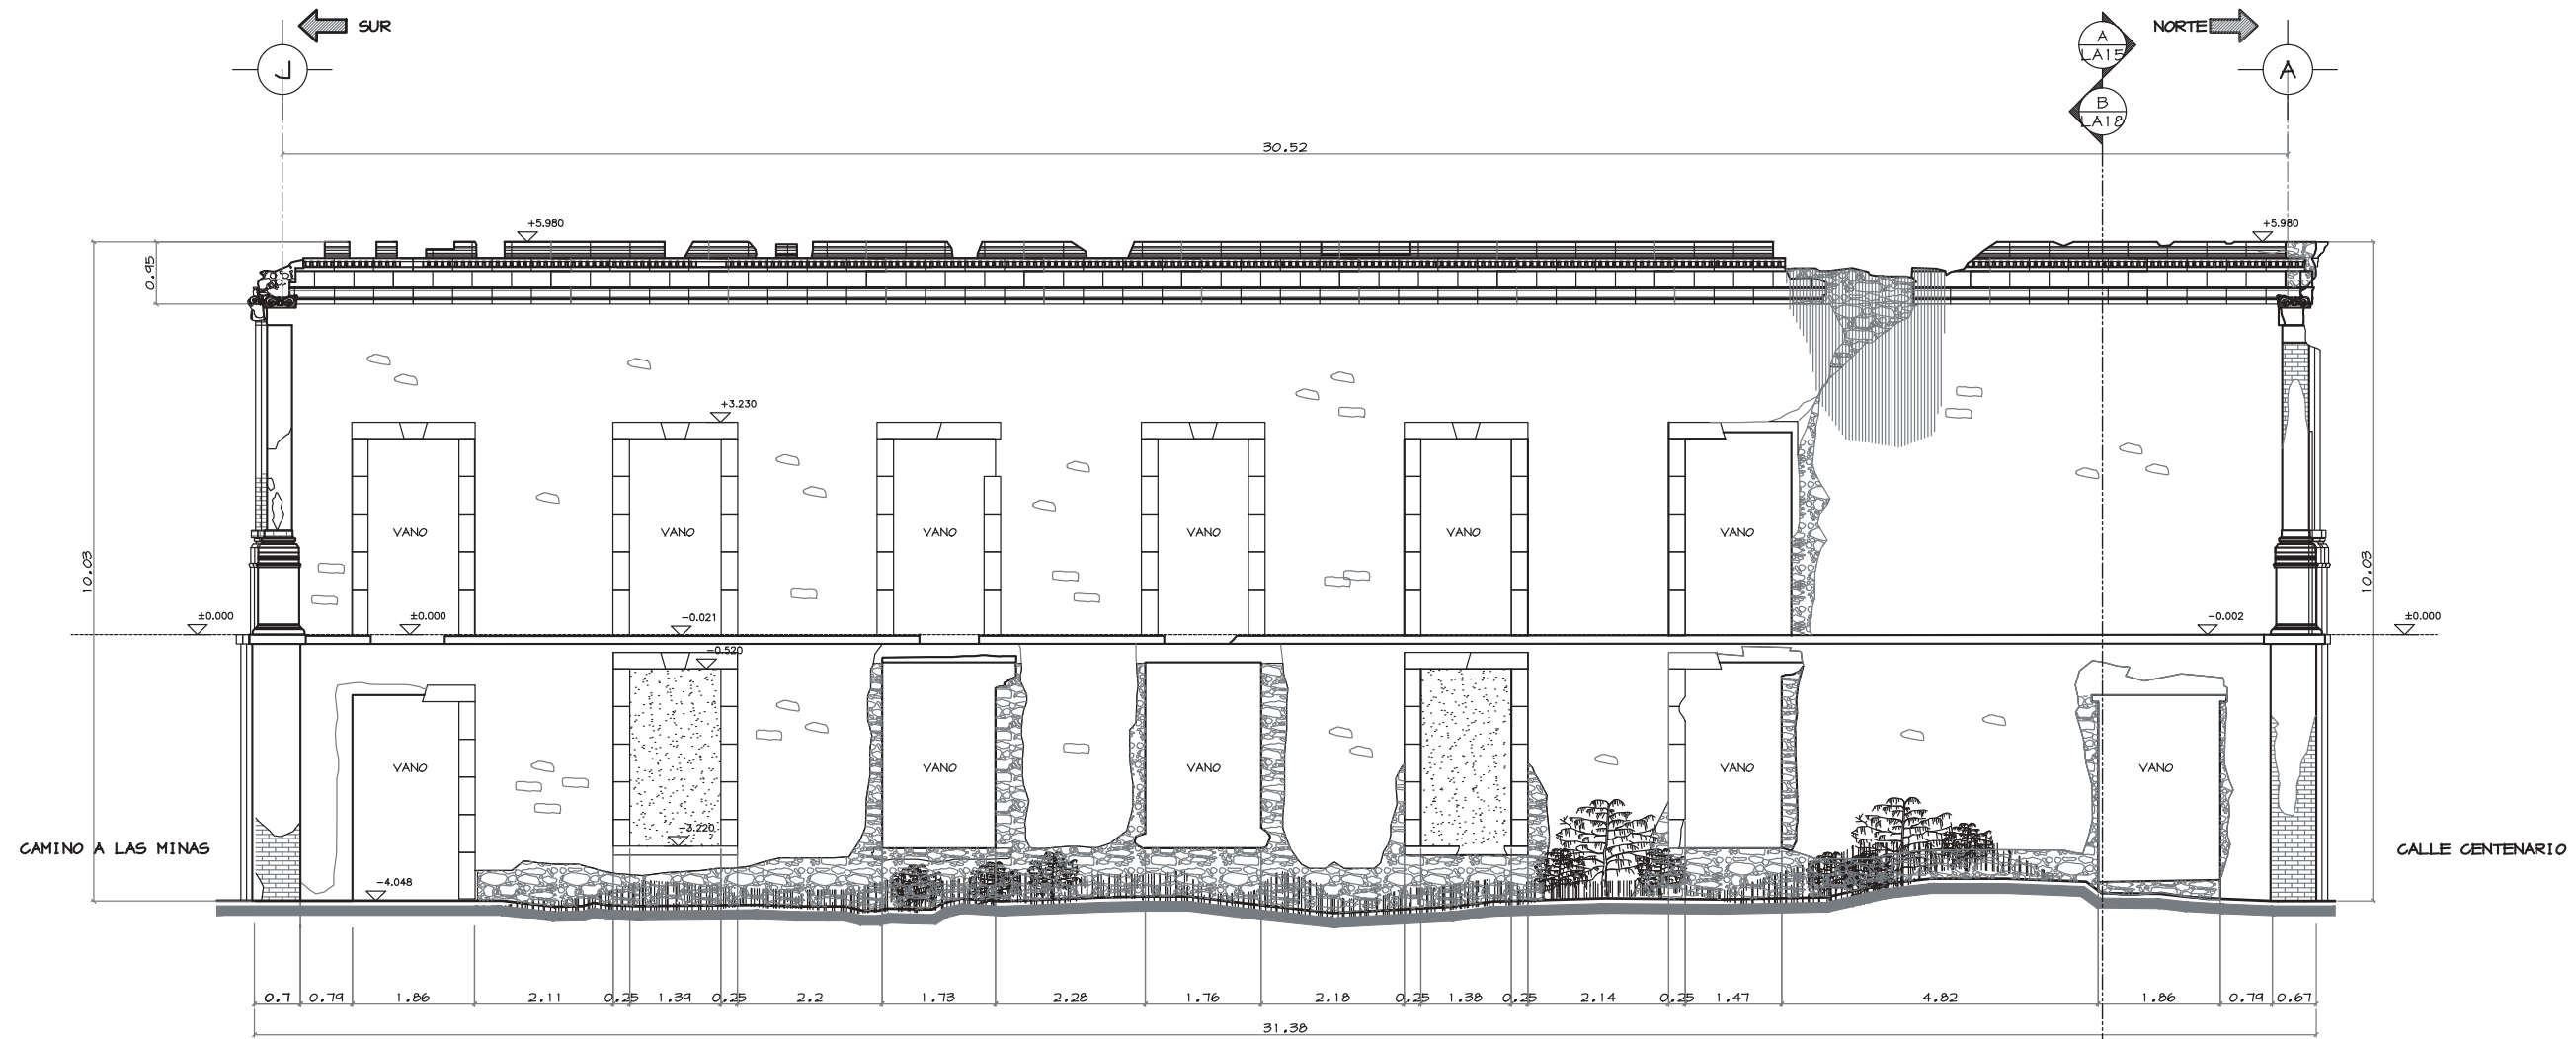 SUR
NORTE
J
A
LA15
B
LA18
A
30.52
+5.980
+5.980
0.95
10.03
10.03
+3.230
VANO
VANO
VANO
VANO
VANO
VANO
±0.000
±0.000
-0.021
-0.002
±0.000
-0.520
VANO
VANO
VANO
VANO
VANO
-3.220
-4.048
CAMINO A LAS MINAS
CALLE CENTENARIO
0.7 0.79 1.86 2.11 0.25 1.39 0.25 2.2 1.73 2.28 1.76 2.18 0.25 1.38 0.25 2.14 0.25 1.47 4.82 1.86 0.79 0.67
31.38